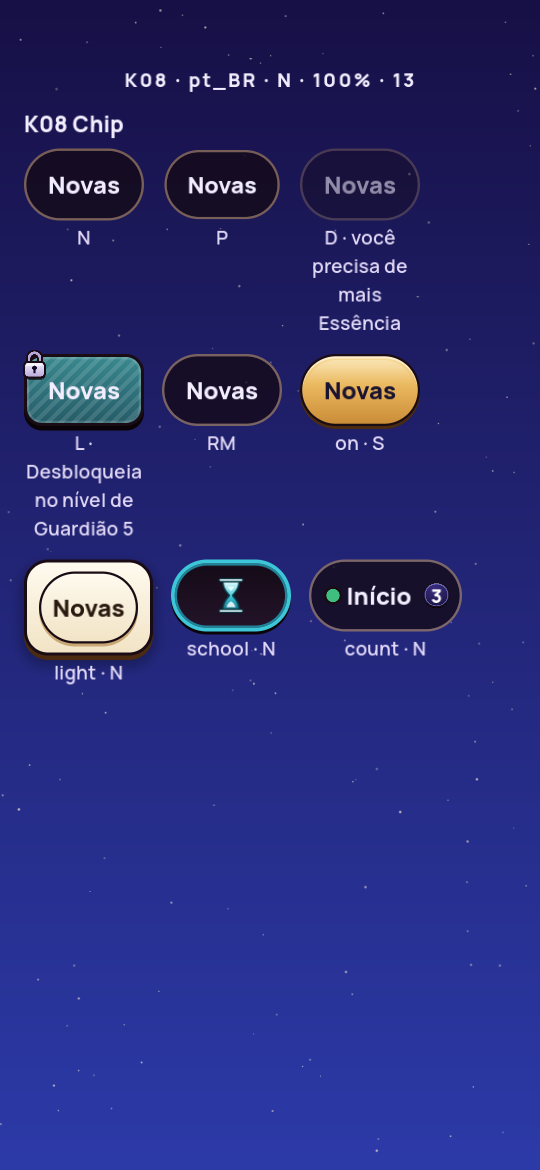 K08 · pt_BR · N · 100% · 13
K08 Chip
Novas
Novas
Novas
N
P
D · você
precisa de
mais
Essência
Novas
Novas
Novas
L ·
Desbloqueia
no nível de
Guardião 5
RM
on · S
Novas
Início 3
light · N
school · N
count · N